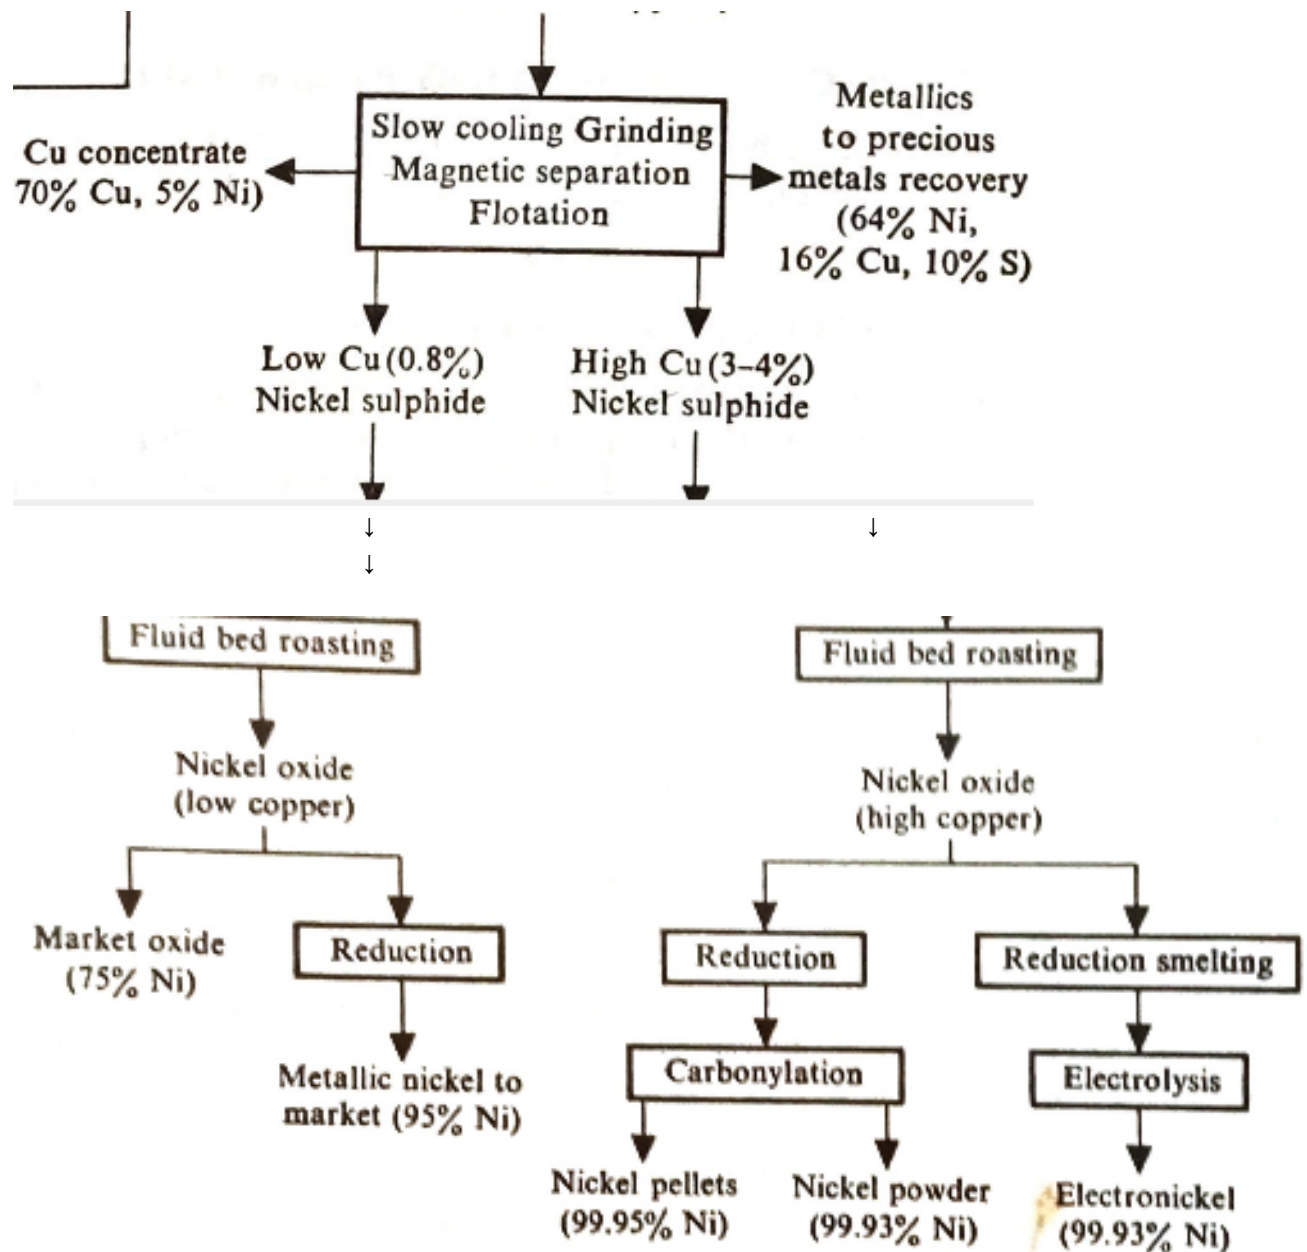 Slow cooling Grinding
Magnetic separation
Flotation
Cu concentrate
70% Cu, 5% Ni)
Metallics
to precious
metals recovery
(64% Ni,
16% Cu, 10% S)
Low Cu (0.8%)
Nickel sulphide
High Cu (3-4%)
Nickel sulphide
↓ ↓
↓
Fluid bed roasting
Fluid bed roasting
Nickel oxide
(low copper)
Nickel oxide
(high copper)
Market oxide
(75% Ni)
Reduction
Reduction
Reduction smelting
Metallic nickel to
market (95% Ni)
Carbonylation
Electrolysis
Nickel pellets
(99.95% Ni)
Nickel powder
(99.93% Ni)
Electronickel
(99.93% Ni)